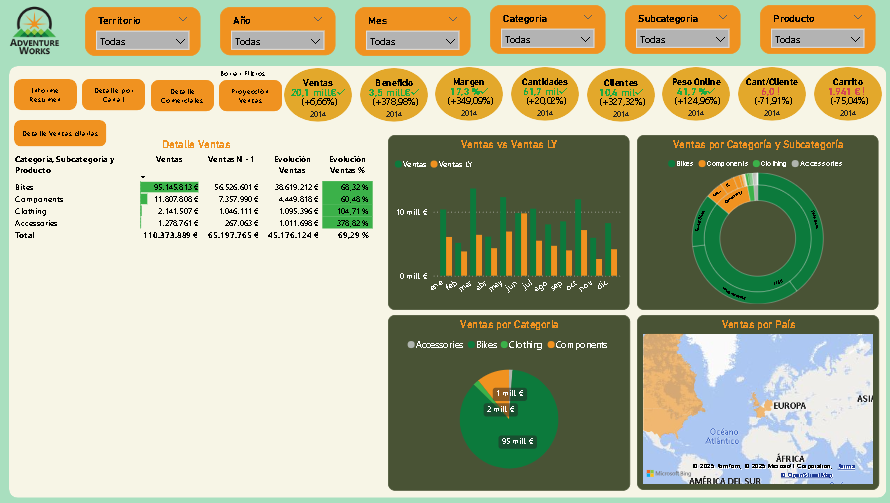 ADVENTURE
WORKS
Territorio
Todas
Año
Todas
Mes
Todas
Categoria
Todas
Subcategoria
Todas
Producto
Todas
Informe
Resumen
Detalle por
Canal
Detalle
Comerciales
Borrar Filtros
Proyección
Ventas
Detalle Ventas diarias
Ventas
20,1 mill€
(+6,66%)
2014
Beneficio
3,5 mill€
(+378,98%)
2014
Margen
17,3 %
(+349,09%)
2014
Cantidades
61,7 mil
(+20,02%)
2014
Clientes
10,4 mil
(+327,32%)
2014
Peso Online
41,7 %
(+124,96%)
2014
Cant/Cliente
6,0 !
(-71,91%)
2014
Carrito
1.941 € !
(-75,04%)
2014
Detalle Ventas
Categoria, Subcategoria y Producto Ventas Ventas N - 1 Evolución Ventas Evolución Ventas %
Bikes 95.145.813 € 56.526.601 € 38.619.212 € 68,32 %
Components 11.807.808 € 7.357.990 € 4.449.818 € 60,48 %
Clothing 2.141.507 € 1.046.111 € 1.095.396 € 104,71 %
Accessories 1.278.761 € 267.063 € 1.011.698 € 378,82 %
Total 110.373.889 € 65.197.765 € 45.176.124 € 69,29 %
Ventas vs Ventas LY
Ventas Ventas LY
10 mill €
0 mill €
ene feb mar abr may jun jul ago sep oct nov dic
Ventas por Categoría y Subcategoría
Bikes Components Clothing Accessories
Ventas por Categoría
Accessories Bikes Clothing Components
1 mill €
2 mill €
95 mill €
Ventas por País
EUROPA
ASIA
Océano
Atlántico
ÁFRICA
Microsoft Bing
© 2025 TomTom, © 2025 Microsoft Corporation, Terms
© OpenStreetMap
AMÉRICA DEL SUR